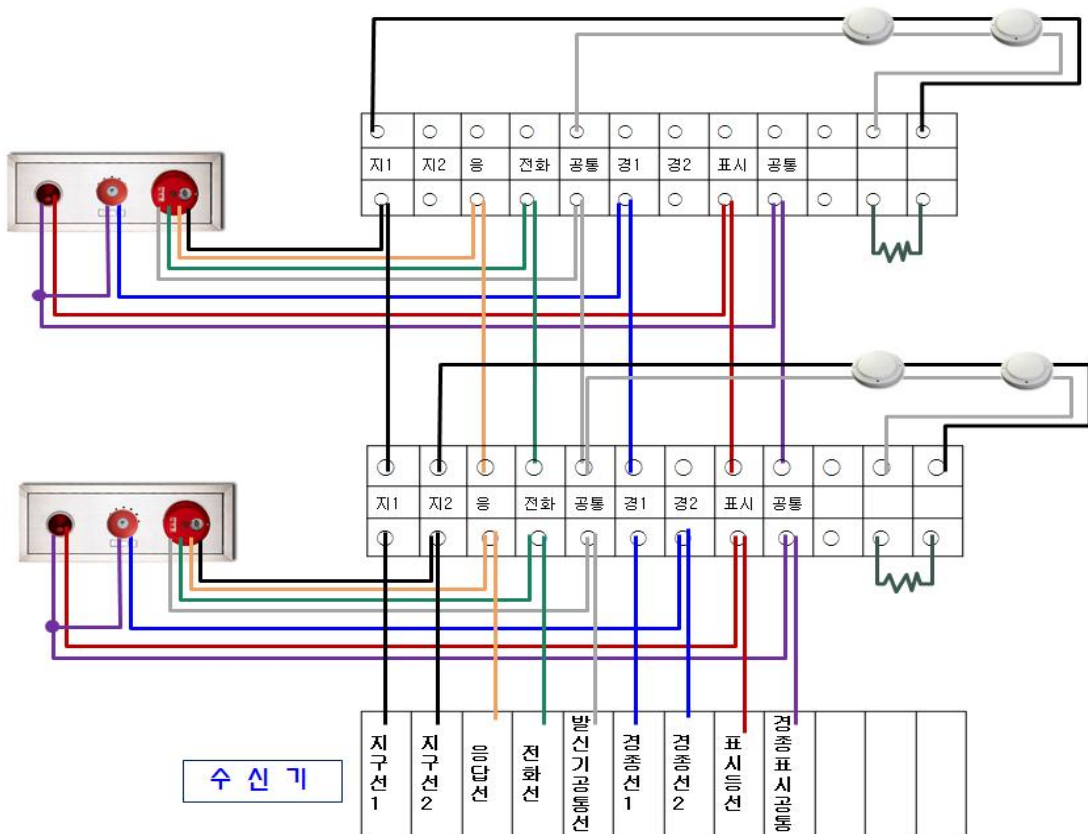 지1 지2 응 전화 공통 경1 경2 표시 공통
지1 지2 응 전화 공통 경1 경2 표시 공통
수신기
지구선1
지구선2
응답선
전화선
발신기공통선
경종선1
경종선2
표시등선
경종표시공통